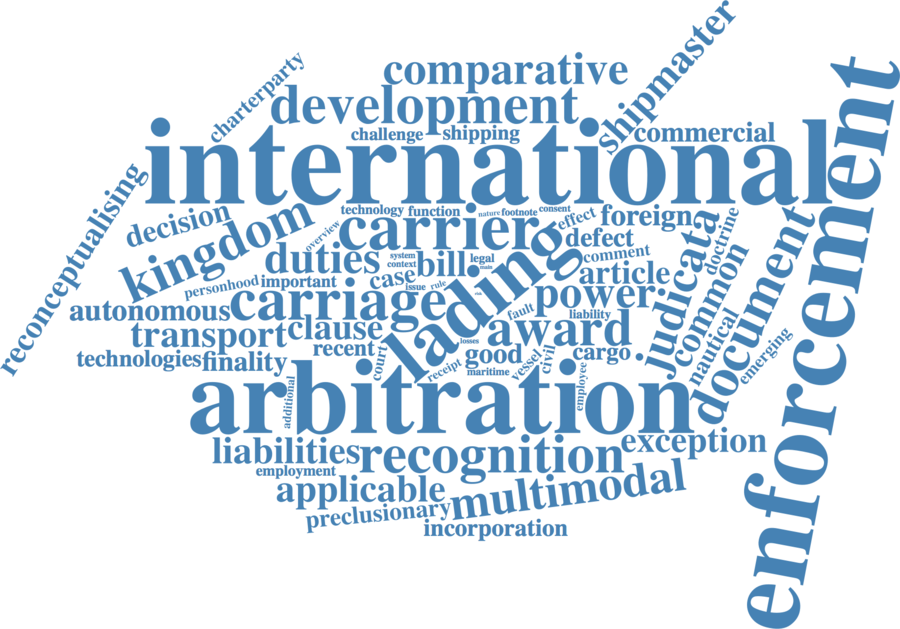 shipmaster
comparative
charterparty
development
challenge
shipping
commercial
international
enforcement
reconceptualising
decision
kingdom
technology
function
nature
footnote
consent
effect
foreign
overview
carrier
defect
doctrine
duties
system
context
bill
legal
main
comment
judicata
common
document
personhood
important
case
issue
rule
lading
article
autonomous
carriage
power
transport
clause
fault
liability
award
nautical
emerging
technologies
finality
recent
court
losses
good
vessel
civil
cargo
receipt
maritime
arbitration
additional
employee
liabilities
recognition
exception
employment
applicable
multimodal
preclusionary
incorporation